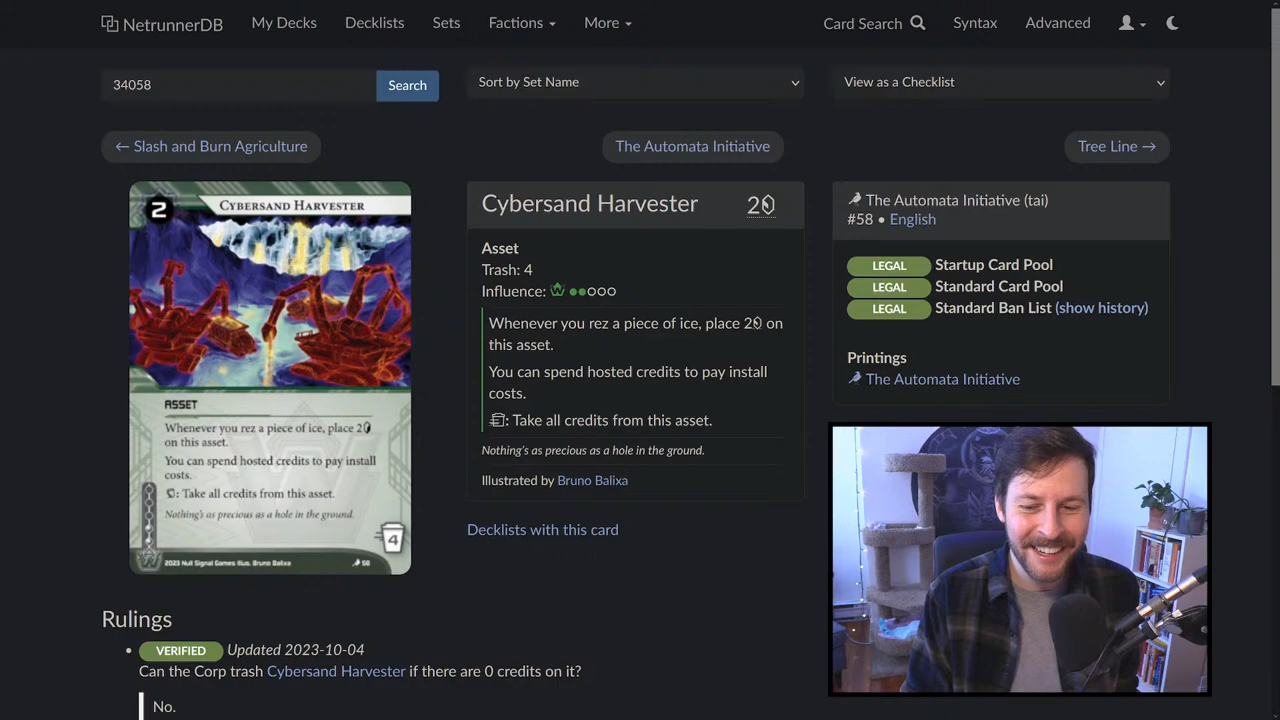 NetrunnerDB My Decks Decklists Sets Factions More Card Search Syntax Advanced
34058 Search Sort by Set Name View as a Checklist
← Slash and Burn Agriculture The Automata Initiative Tree Line →
2 CYBERSAND HARVESTER
ASSET
Whenever you rez a piece of ice, place 2
on this asset.
You can spend hosted credits to pay install
costs.
: Take all credits from this asset.
Nothing's as precious as a hole in the ground.
4
2023 Null Signal Games Illus. Bruno Balixa 58
Cybersand Harvester 2
Asset
Trash: 4
Influence:
Whenever you rez a piece of ice, place 2 on
this asset.
You can spend hosted credits to pay install
costs.
: Take all credits from this asset.
Nothing's as precious as a hole in the ground.
Illustrated by Bruno Balixa
Decklists with this card
The Automata Initiative (tai)
#58 • English
LEGAL Startup Card Pool
LEGAL Standard Card Pool
LEGAL Standard Ban List (show history)
Printings
The Automata Initiative
Rulings
• VERIFIED Updated 2023-10-04
Can the Corp trash Cybersand Harvester if there are 0 credits on it?
No.